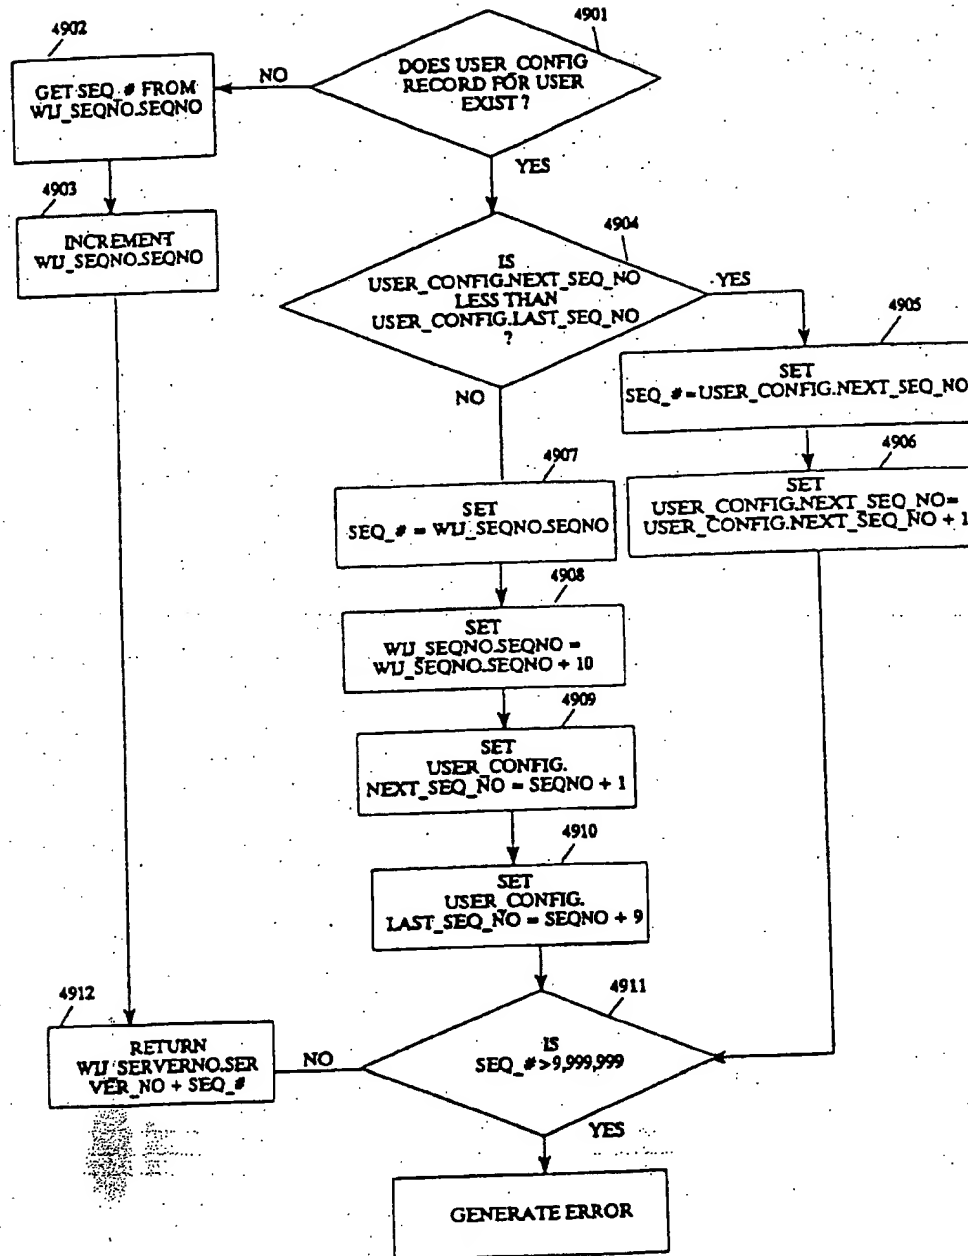 4901
DOES USER_CONFIG
RECORD FOR USER
EXIST ?
NO
YES
4902
GET SEQ_# FROM
WIJ_SEQNO.SEQNO
4903
INCREMENT
WIJ_SEQNO.SEQNO
4904
IS
USER_CONFIG.NEXT_SEQ_NO
LESS THAN
USER_CONFIG.LAST_SEQ_NO
?
YES
NO
4905
SET
SEQ_# = USER_CONFIG.NEXT_SEQ_NO
4906
SET
USER_CONFIG.NEXT_SEQ_NO=
USER_CONFIG.NEXT_SEQ_NO + 1
4907
SET
SEQ_# = WIJ_SEQNO.SEQNO
4908
SET
WIJ_SEQNO.SEQNO =
WIJ_SEQNO.SEQNO + 10
4909
SET
USER_CONFIG.
NEXT_SEQ_NO = SEQNO + 1
4910
SET
USER_CONFIG.
LAST_SEQ_NO = SEQNO + 9
4911
IS
SEQ_# > 9,999,999
NO
YES
4912
RETURN
WIJ_SERVERNO.SER
VER_NO + SEQ_#
GENERATE ERROR